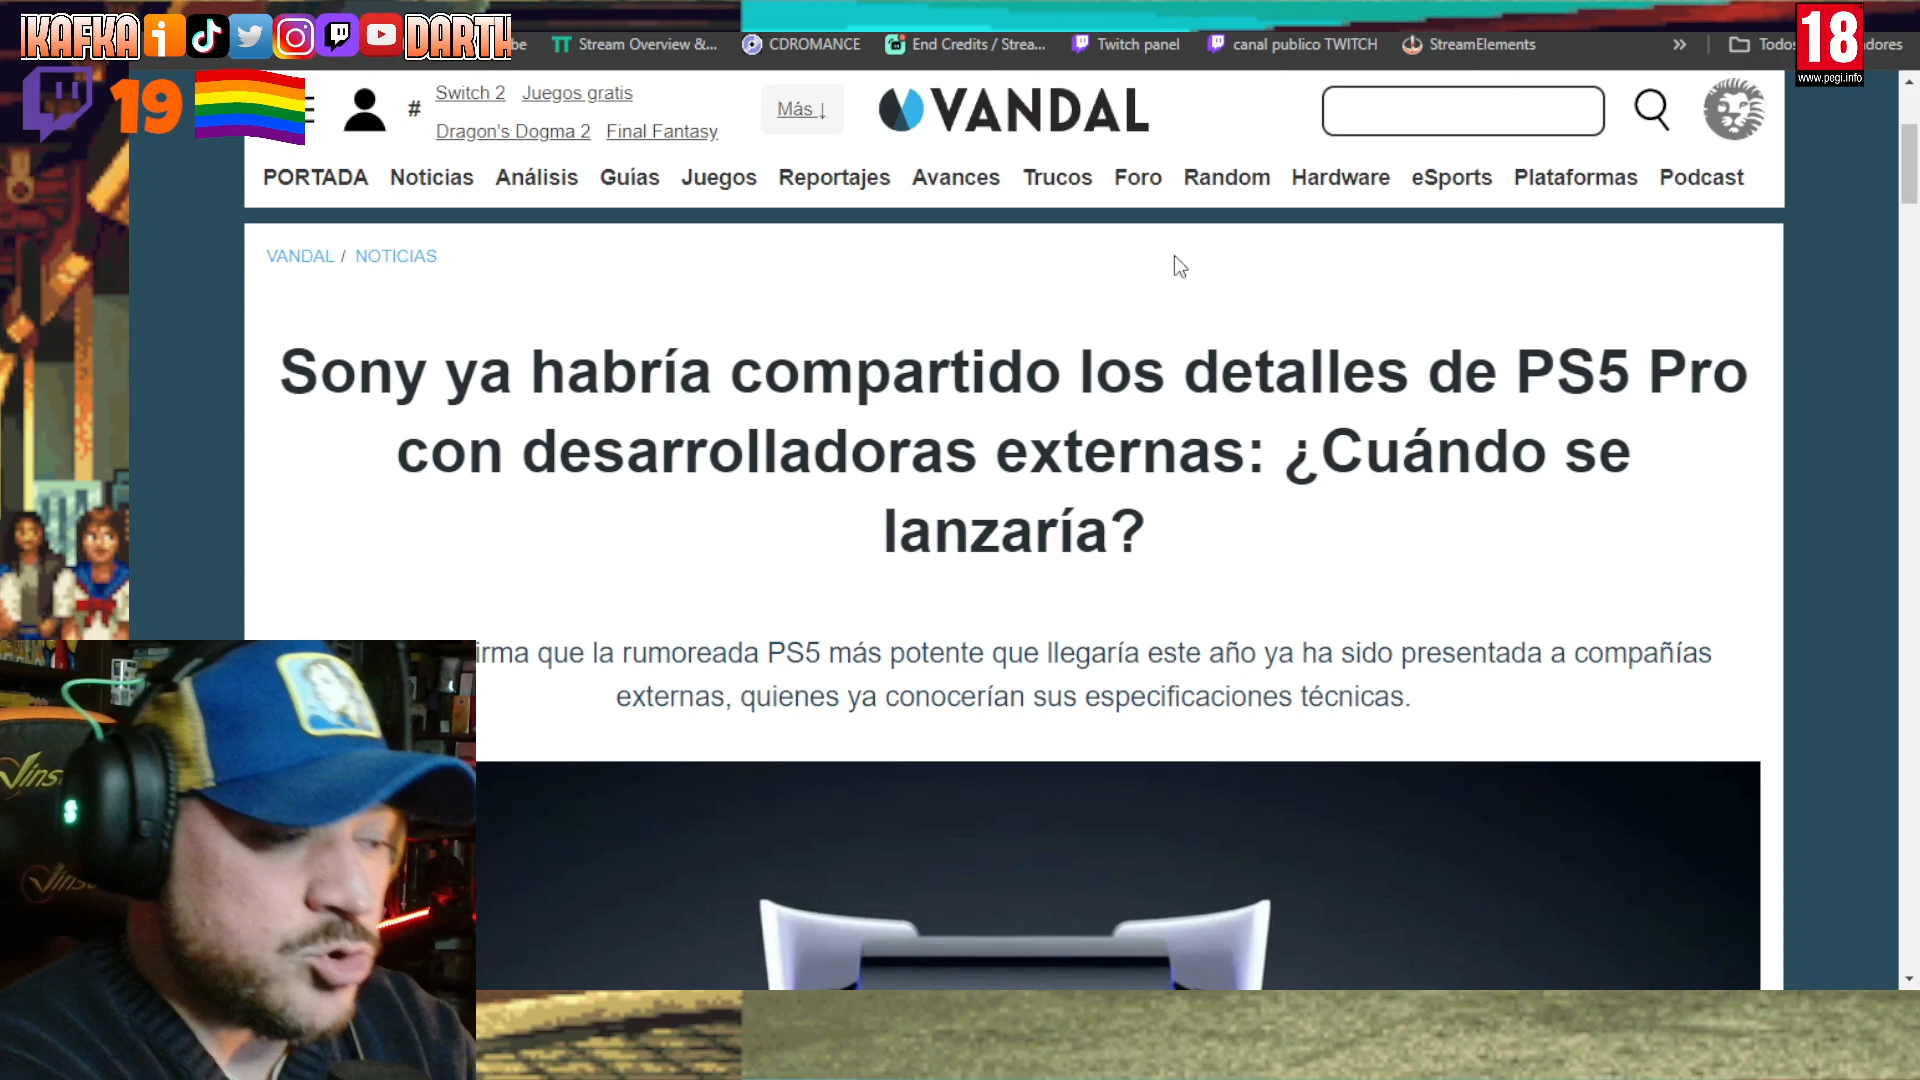 KAFKA DARTH
be
Stream Overview &...
CDROMANCE
End Credits / Strea...
Twitch panel
canal publico TWITCH
StreamElements
»
18
www.pegi.info
19
#
Switch 2
Juegos gratis
Dragon's Dogma 2
Final Fantasy
Más ↓
VANDAL
PORTADA Noticias Análisis Guías Juegos Reportajes Avances Trucos Foro Random Hardware eSports Plataformas Podcast
VANDAL / NOTICIAS
Sony ya habría compartido los detalles de PS5 Pro
con desarrolladoras externas: ¿Cuándo se
lanzaría?
irma que la rumoreada PS5 más potente que llegaría este año ya ha sido presentada a compañías
externas, quienes ya conocerían sus especificaciones técnicas.